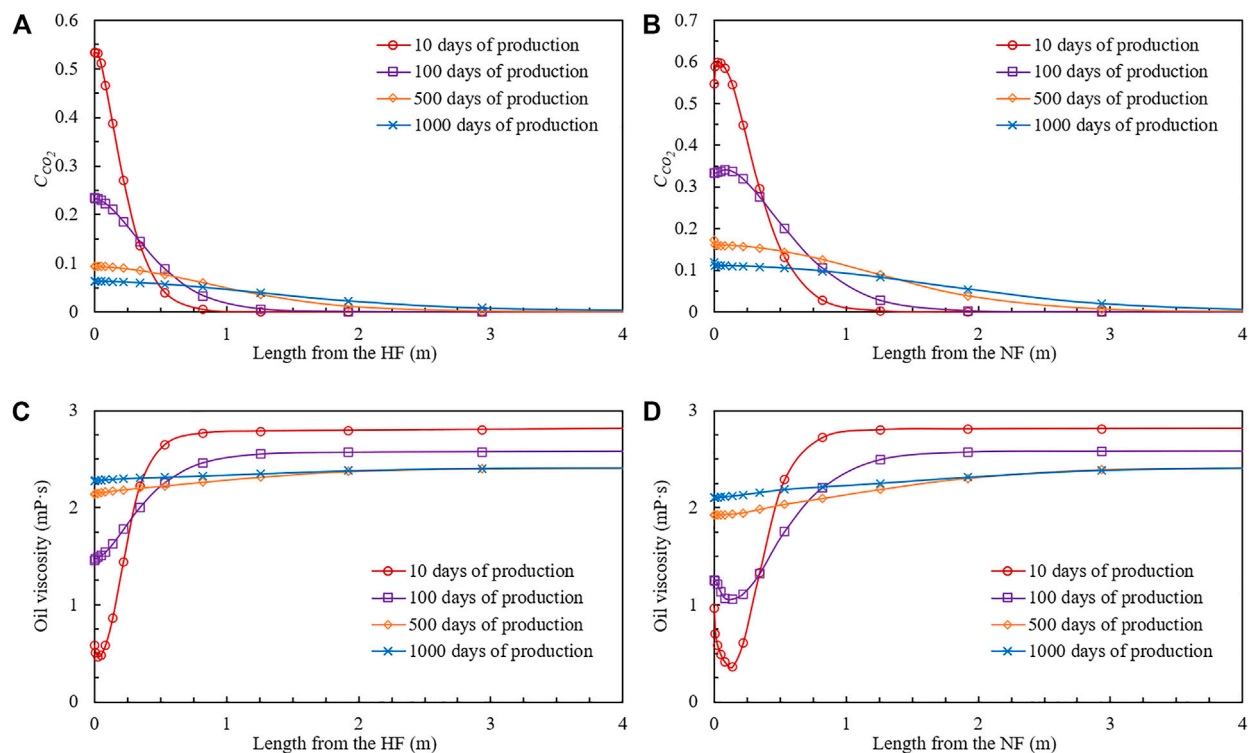 A
0.6
0.5
0.4
0.3
0.2
0.1
0
C_CO2
10 days of production
100 days of production
500 days of production
1000 days of production
0 1 2 3 4
Length from the HF (m)
B
0.7
0.6
0.5
0.4
0.3
0.2
0.1
0
C_CO2
10 days of production
100 days of production
500 days of production
1000 days of production
0 1 2 3 4
Length from the NF (m)
C
3
2
1
0
Oil viscosity (mP·s)
10 days of production
100 days of production
500 days of production
1000 days of production
0 1 2 3 4
Length from the HF (m)
D
3
2
1
0
Oil viscosity (mP·s)
10 days of production
100 days of production
500 days of production
1000 days of production
0 1 2 3 4
Length from the NF (m)